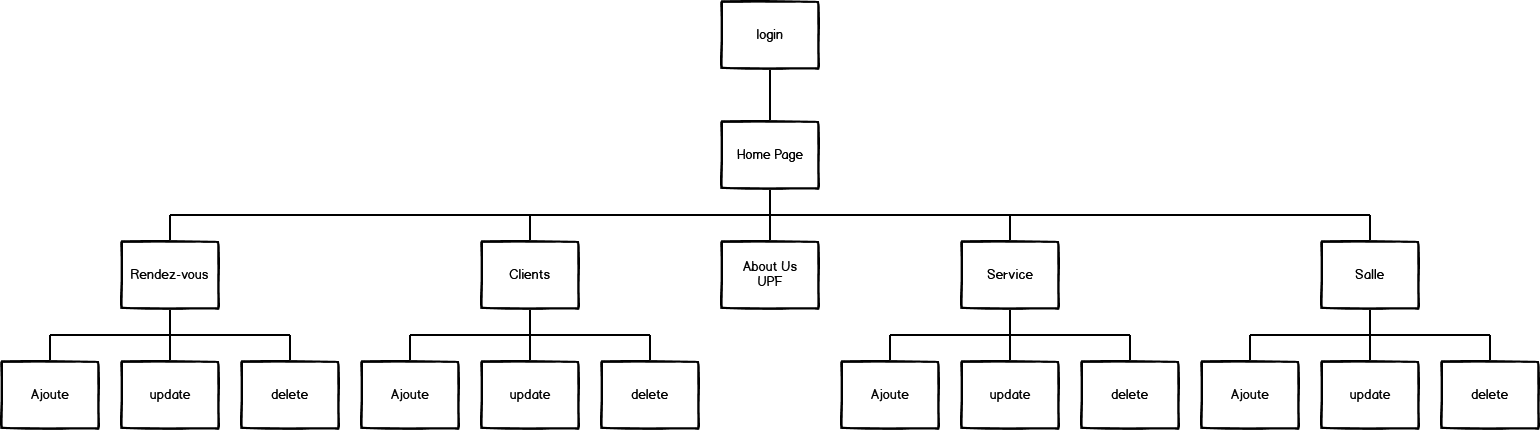 login
Home Page
Rendez-vous
Clients
About Us
UPF
Service
Salle
Ajoute
update
delete
Ajoute
update
delete
Ajoute
update
delete
Ajoute
update
delete